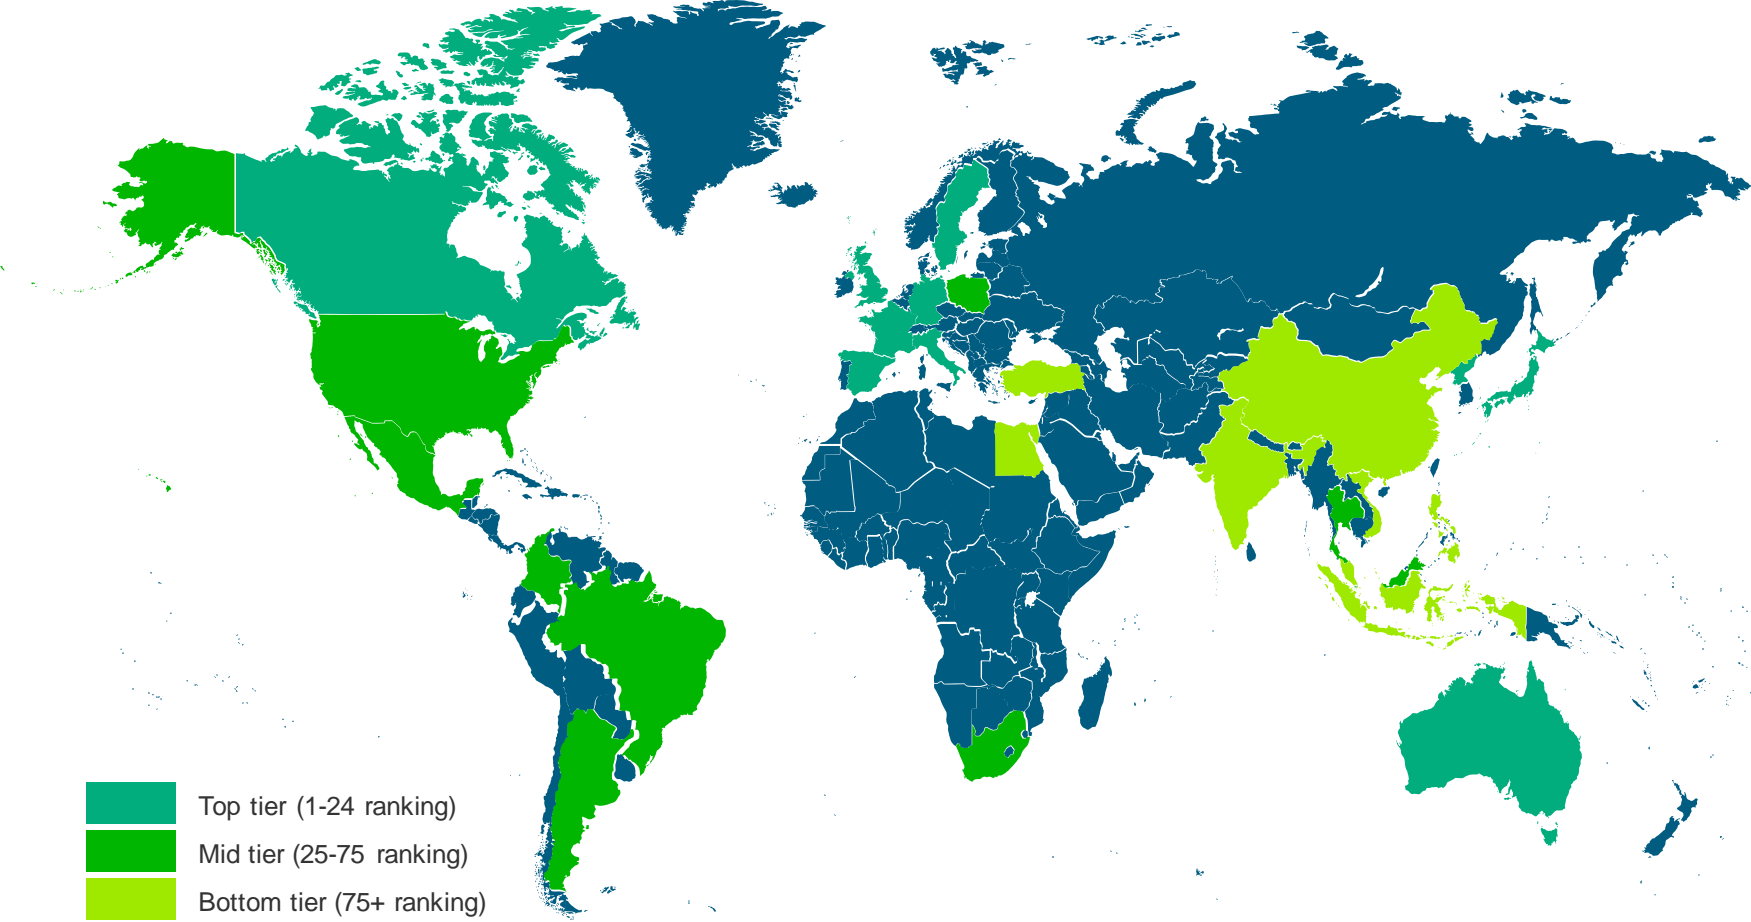 Top tier (1-24 ranking)
Mid tier (25-75 ranking)
Bottom tier (75+ ranking)